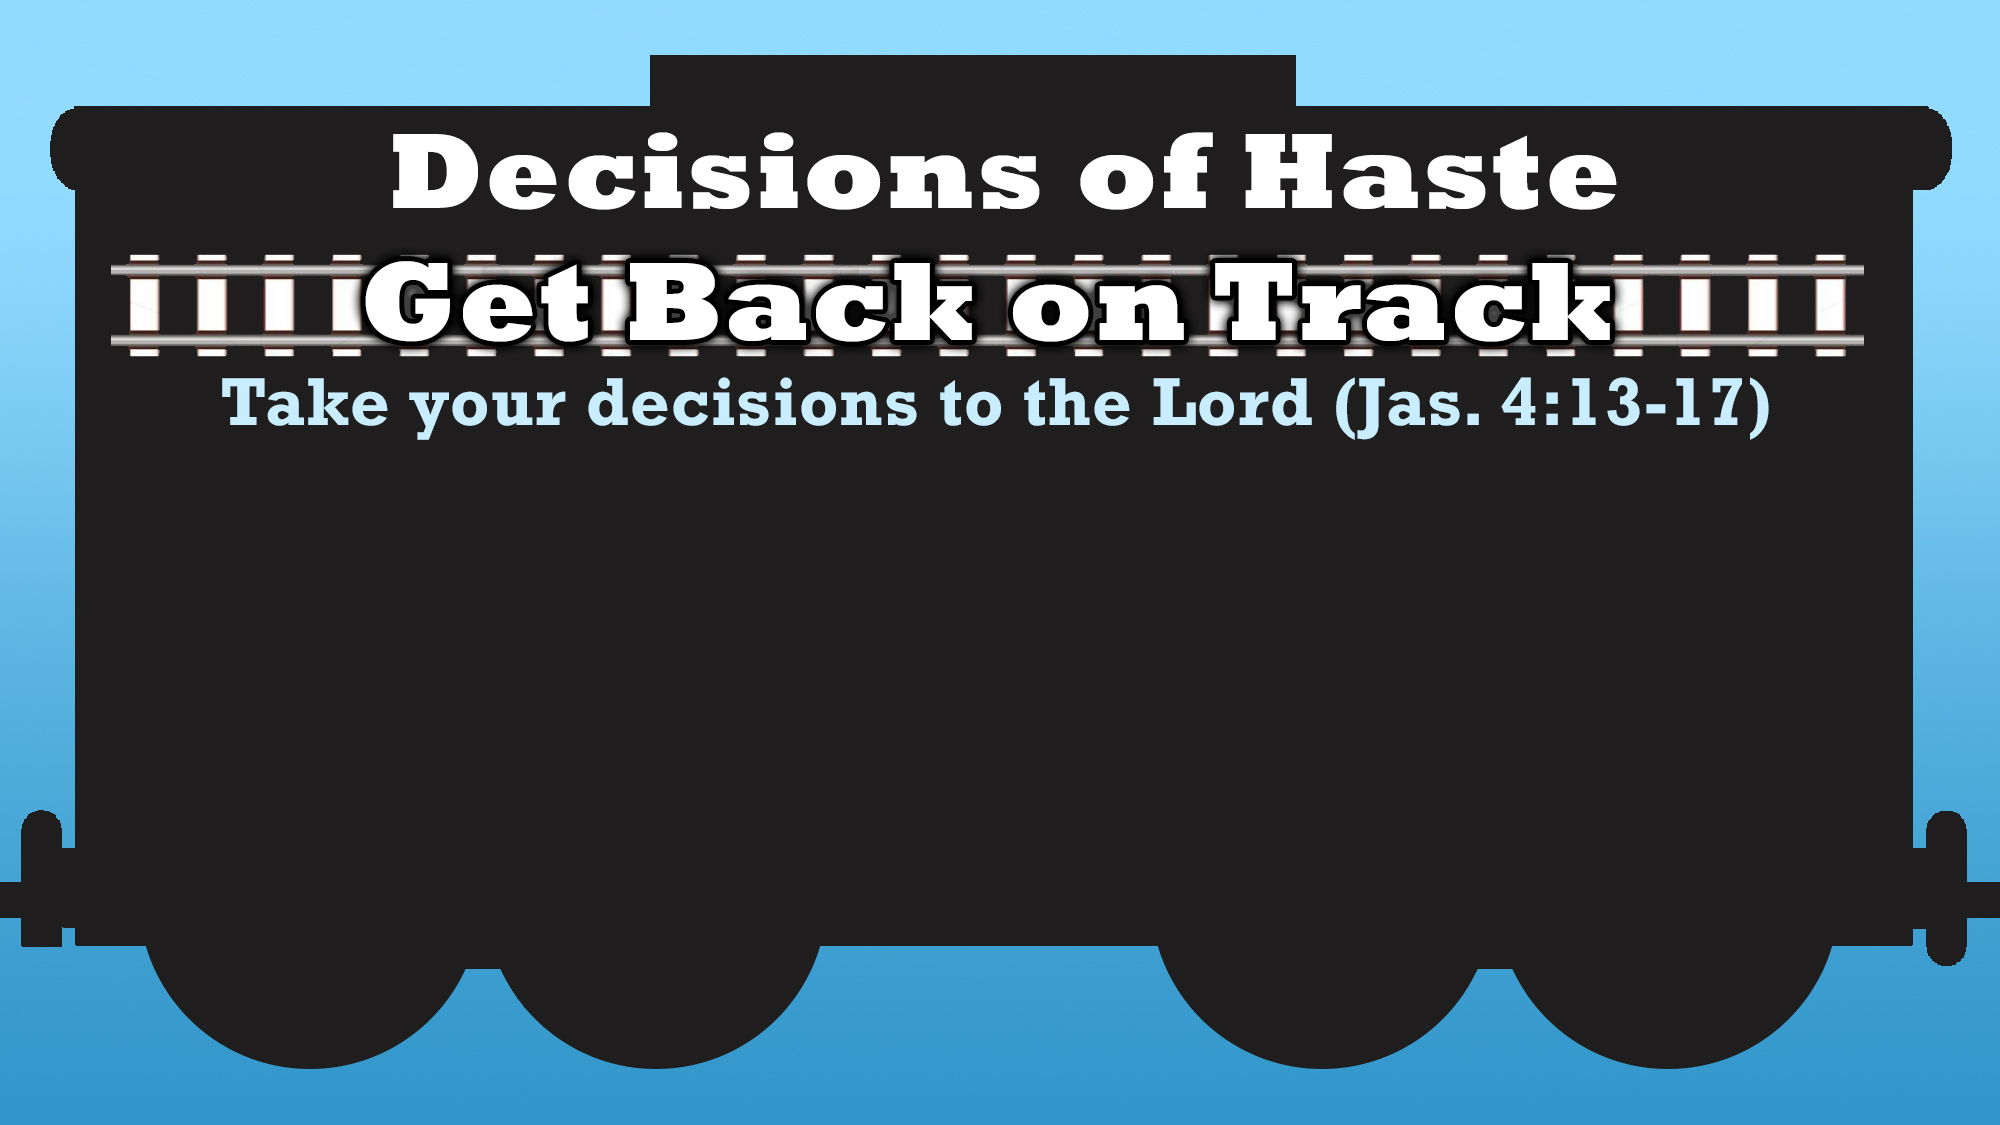 Decisions of Haste
Get Back on Track
Take your decisions to the Lord (Jas. 4:13-17)